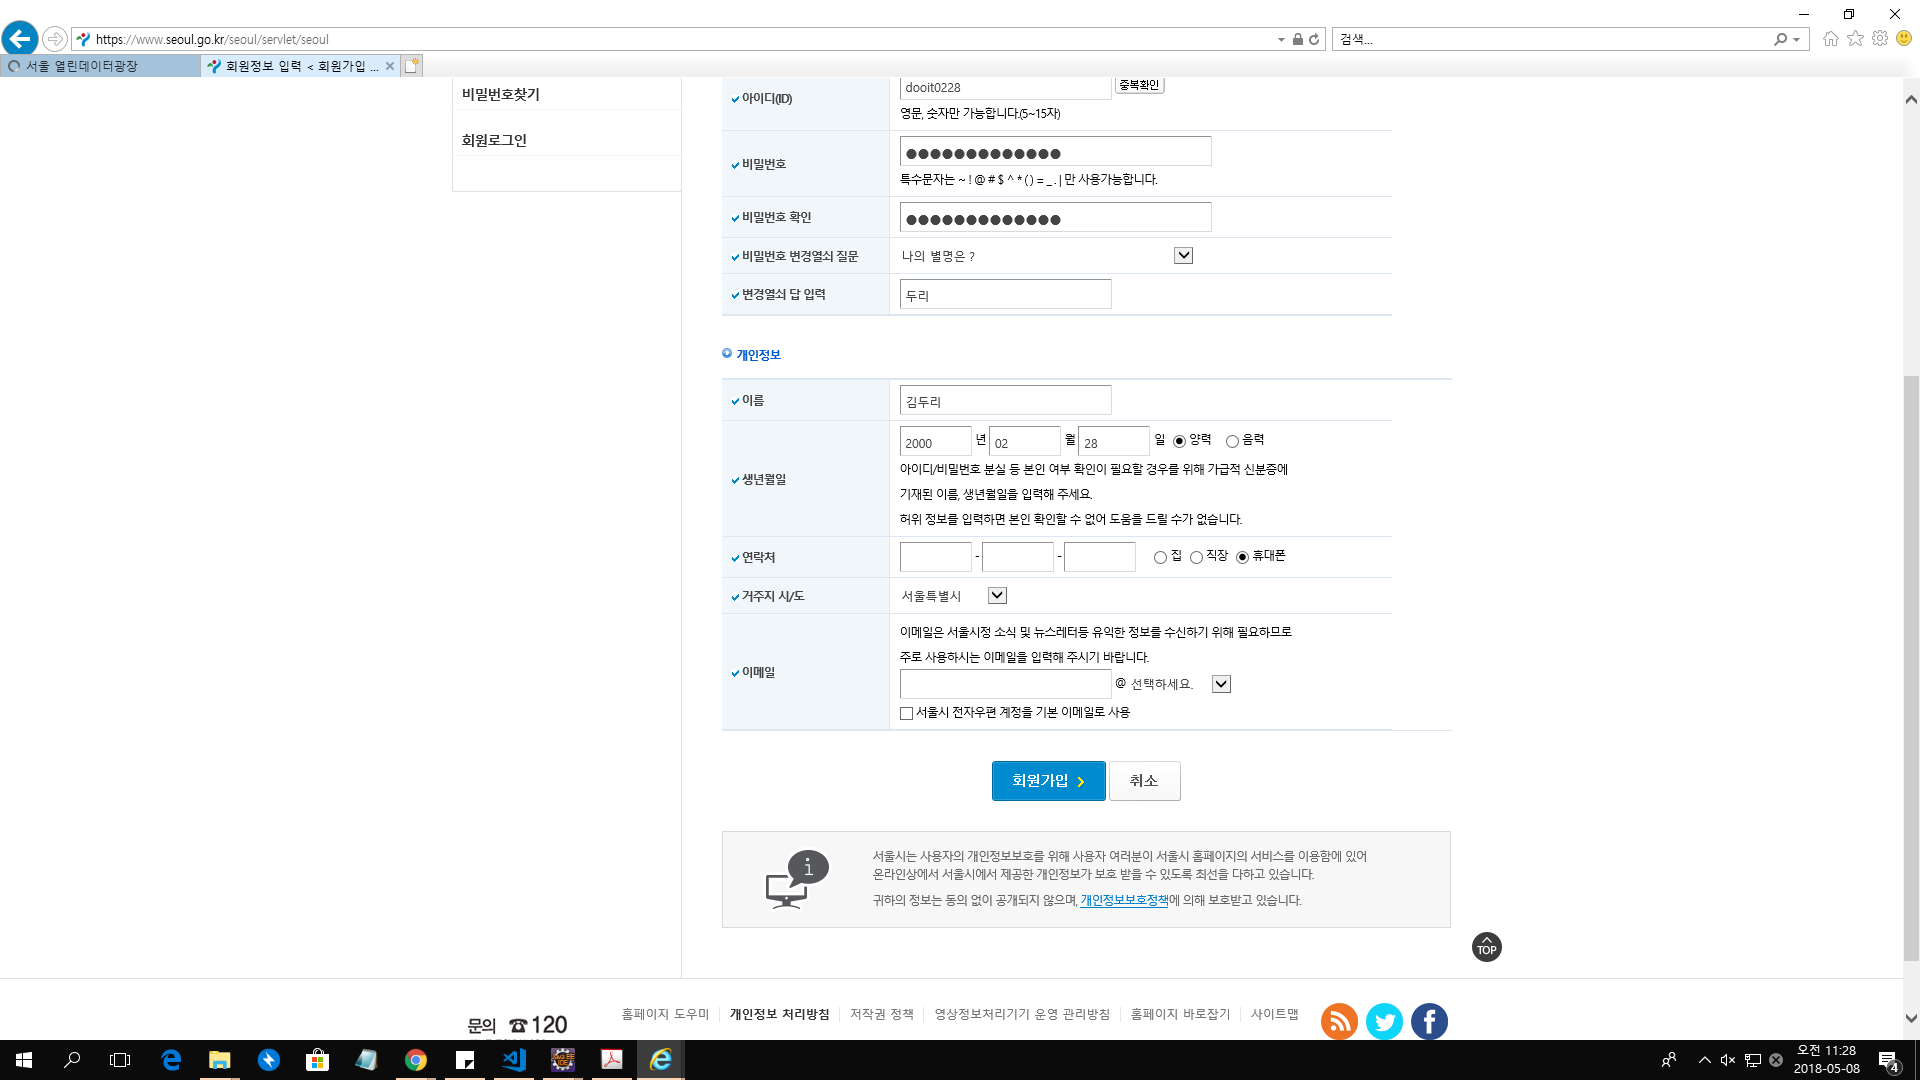 https://www.seoul.go.kr/seoul/servlet/seoul
검색...
서울 열린데이터광장
회원정보 입력 < 회원가입 ...
비밀번호찾기
회원로그인
아이디(ID)
dooit0228
중복확인
영문, 숫자만 가능합니다.(5~15자)
비밀번호
●●●●●●●●●●●●●
특수문자는 ~ ! @ # $ ^ * ( ) = _ . | 만 사용가능합니다.
비밀번호 확인
●●●●●●●●●●●●●
비밀번호 변경열쇠 질문
나의 별명은 ?
변경열쇠 답 입력
두리
개인정보
이름
김두리
생년월일
2000 년 02 월 28 일 양력 음력
아이디/비밀번호 분실 등 본인 여부 확인이 필요할 경우를 위해 가급적 신분증에
기재된 이름, 생년월일을 입력해 주세요.
허위 정보를 입력하면 본인 확인할 수 없어 도움을 드릴 수가 없습니다.
연락처
- - 집 직장 휴대폰
거주지 시/도
서울특별시
이메일
이메일은 서울시정 소식 및 뉴스레터등 유익한 정보를 수신하기 위해 필요하므로
주로 사용하시는 이메일을 입력해 주시기 바랍니다.
@ 선택하세요.
서울시 전자우편 계정을 기본 이메일로 사용
회원가입
취소
서울시는 사용자의 개인정보보호를 위해 사용자 여러분이 서울시 홈페이지의 서비스를 이용함에 있어
온라인상에서 서울시에서 제공한 개인정보가 보호 받을 수 있도록 최선을 다하고 있습니다.
귀하의 정보는 동의 없이 공개되지 않으며, 개인정보보호정책에 의해 보호받고 있습니다.
TOP
문의 ☎120
홈페이지 도우미 개인정보 처리방침 저작권 정책 영상정보처리기기 운영 관리방침 홈페이지 바로잡기 사이트맵
오전 11:28
2018-05-08
4